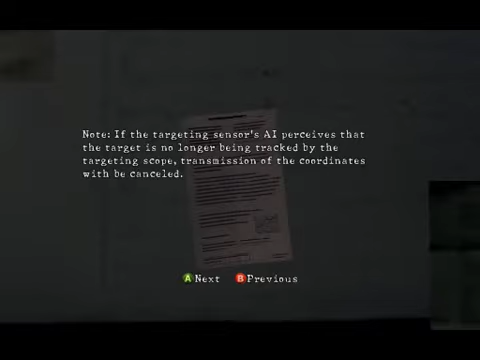 Note: If the targeting sensor's AI perceives that
the target is no longer being tracked by the
targeting scope, transmission of the coordinates
with be canceled.
A Next B Previous